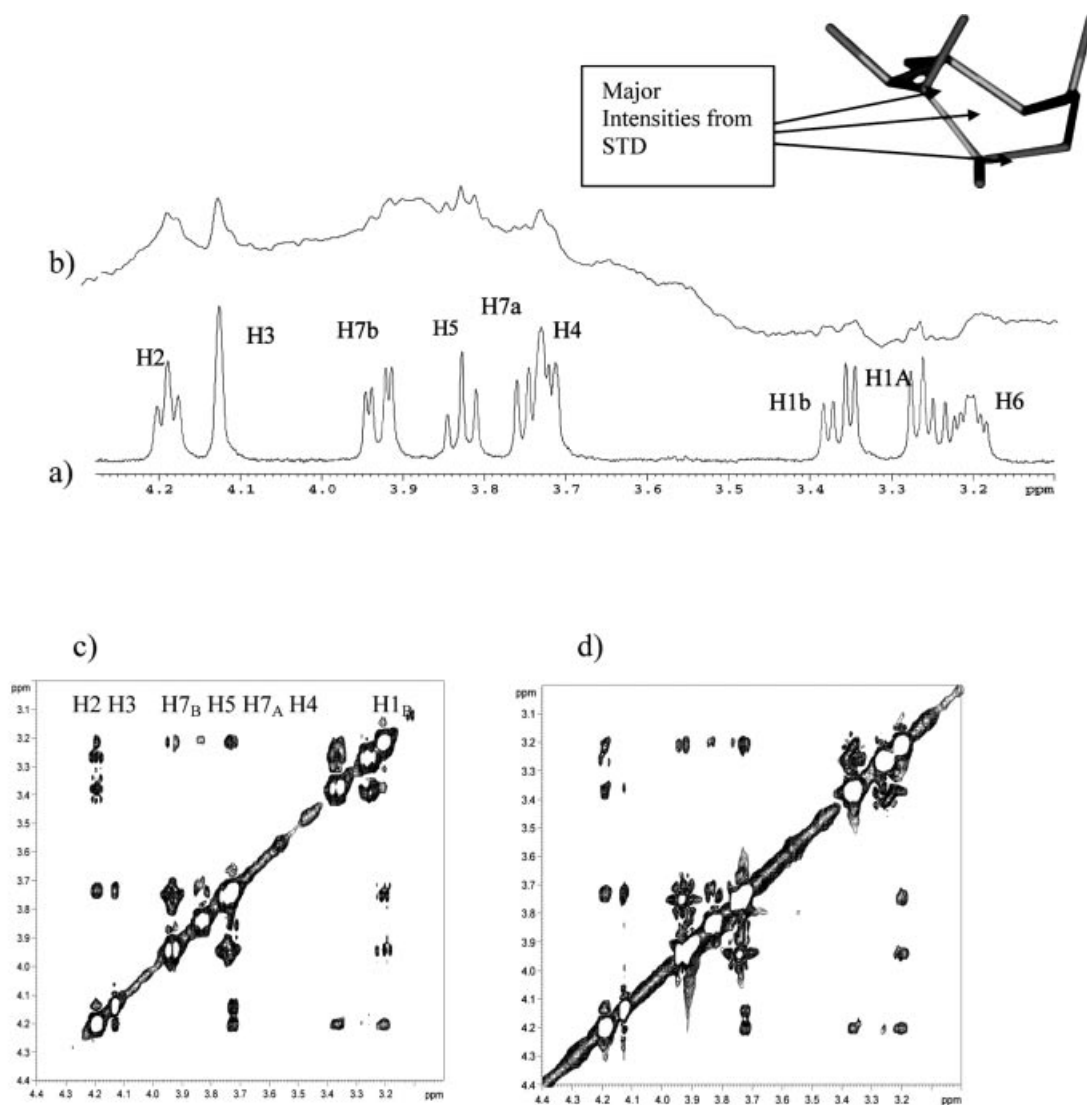 Major
Intensities from
STD
b)
H2
H3
H7b
H5
H7a
H4
H1b
H1A
H6
a)
4.2 4.1 4.0 3.9 3.8 3.7 3.6 3.5 3.4 3.3 3.2 ppm
c)
d)
ppm
H2 H3 H7B H5 H7A H4 H1B
3.1
3.2
3.3
3.4
3.5
3.6
3.7
3.8
3.9
4.0
4.1
4.2
4.3
4.4
4.4 4.3 4.2 4.1 4.0 3.9 3.8 3.7 3.6 3.5 3.4 3.3 3.2 ppm
ppm
3.1
3.2
3.3
3.4
3.5
3.6
3.7
3.8
3.9
4.0
4.1
4.2
4.3
4.4
4.4 4.3 4.2 4.1 4.0 3.9 3.8 3.7 3.6 3.5 3.4 3.3 3.2 ppm